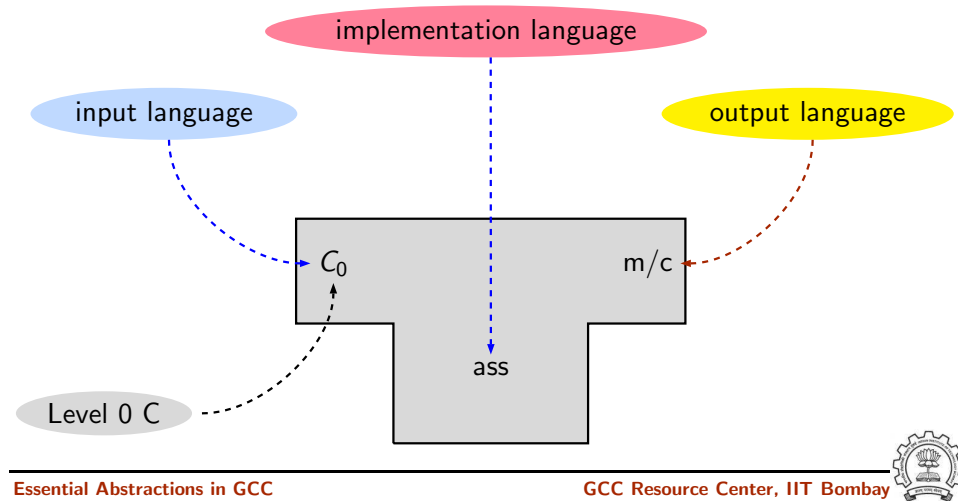 implementation language
input language
output language
C₀
m/c
ass
Level 0 C
Essential Abstractions in GCC
GCC Resource Center, IIT Bombay